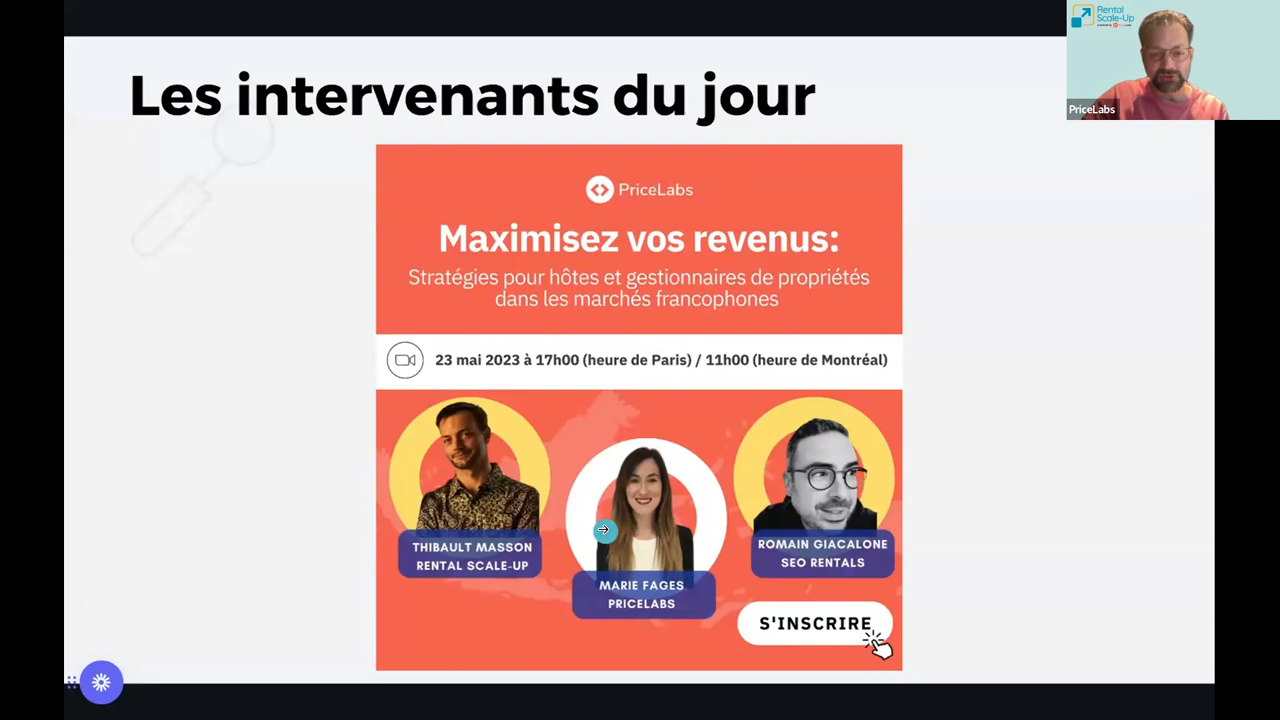 Les intervenants du jour
Rental
Scale-Up
PriceLabs
PriceLabs
Maximisez vos revenus:
Stratégies pour hôtes et gestionnaires de propriétés
dans les marchés francophones
23 mai 2023 à 17h00 (heure de Paris) / 11h00 (heure de Montréal)
THIBAULT MASSON
RENTAL SCALE-UP
MARIE FAGES
PRICELABS
ROMAIN GIACALONE
SEO RENTALS
S'INSCRIRE